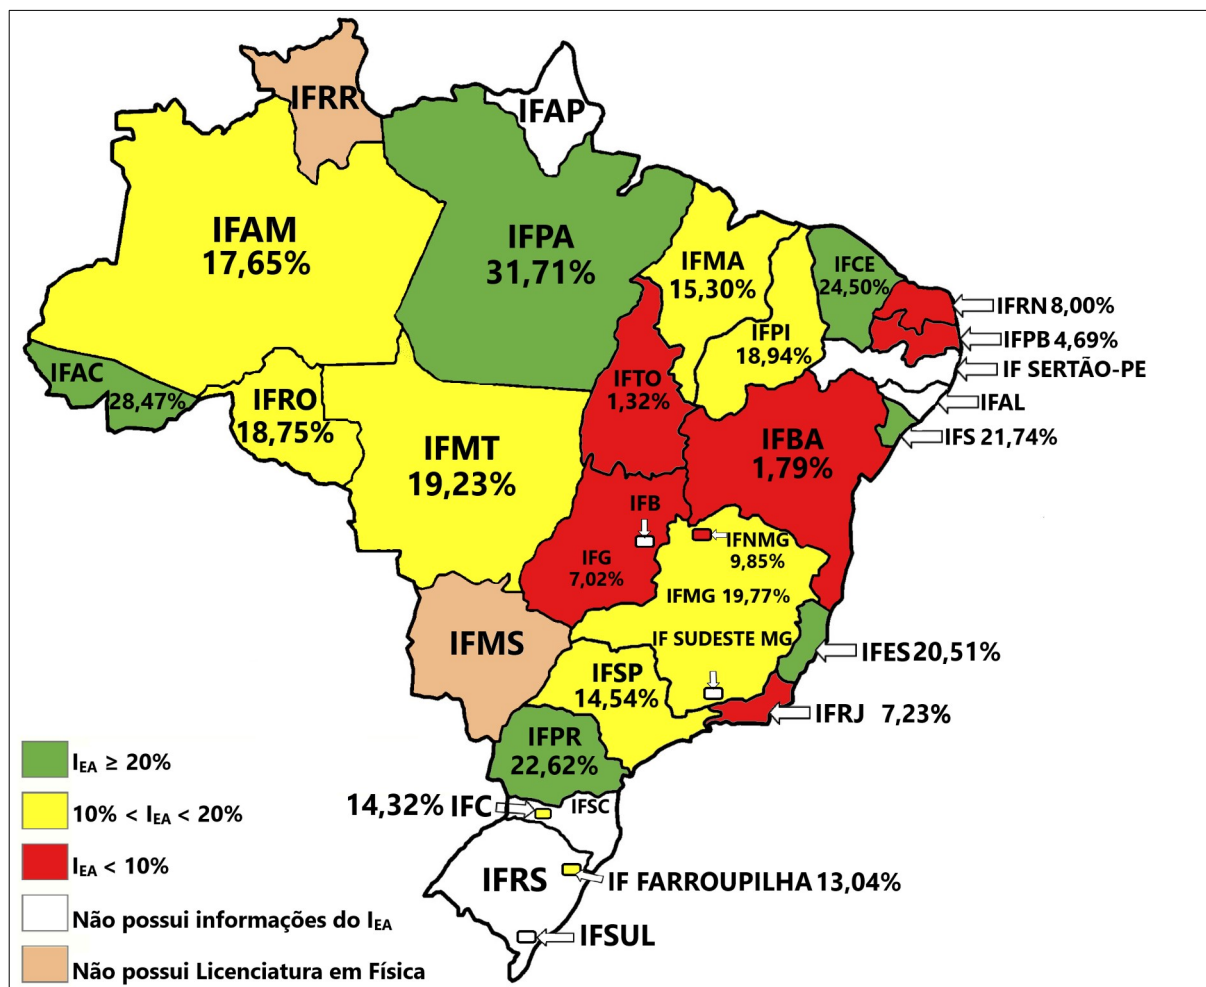 IFRR
IFAP
IFAM
17,65%
IFPA
31,71%
IFMA
15,30%
IFCE
24,50%
IFRN 8,00%
IFPI
18,94%
IFPB 4,69%
IF SERTÃO-PE
IFAC
28,47%
IFTO
1,32%
IFAL
IFRO
18,75%
IFS 21,74%
IFMT
19,23%
IFBA
1,79%
IFB
IFG
7,02%
IFNMG
9,85%
IFMG 19,77%
IF SUDESTE MG
IFMS
IFES 20,51%
IFSP
14,54%
IFRJ 7,23%
IFPR
22,62%
14,32% IFC
IFSC
IFRS
IF FARROUPILHA 13,04%
IFSUL
IEA ≥ 20%
10% < IEA < 20%
IEA < 10%
Não possui informações do IEA
Não possui Licenciatura em Física